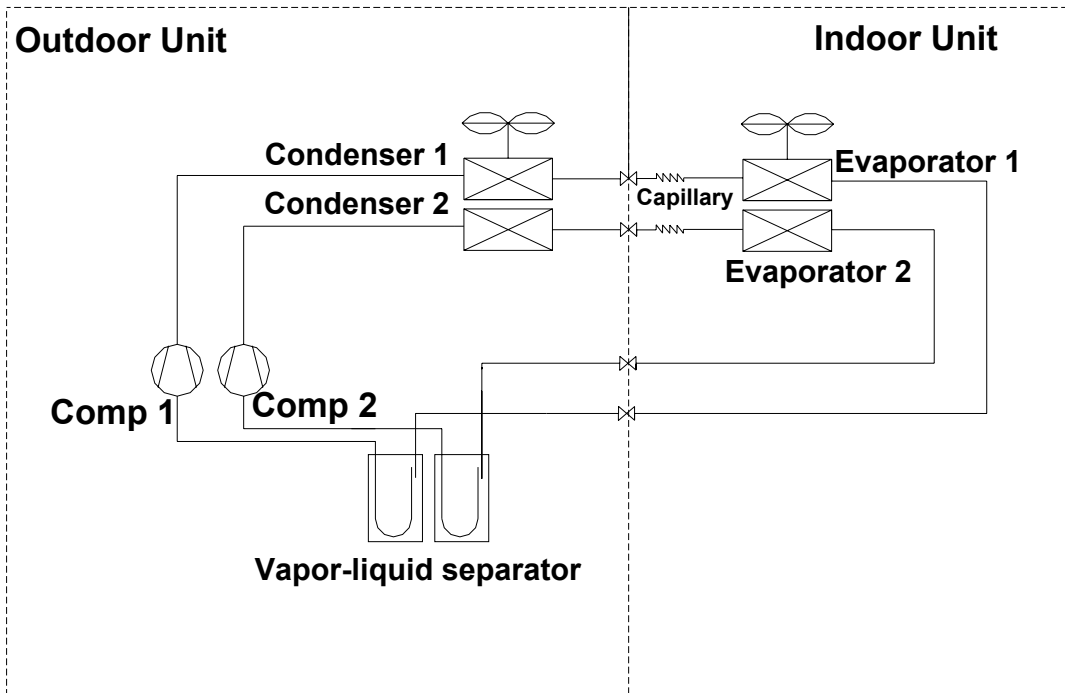 Outdoor Unit
Indoor Unit
Condenser 1
Evaporator 1
Capillary
Condenser 2
Evaporator 2
Comp 1
Comp 2
Vapor-liquid separator